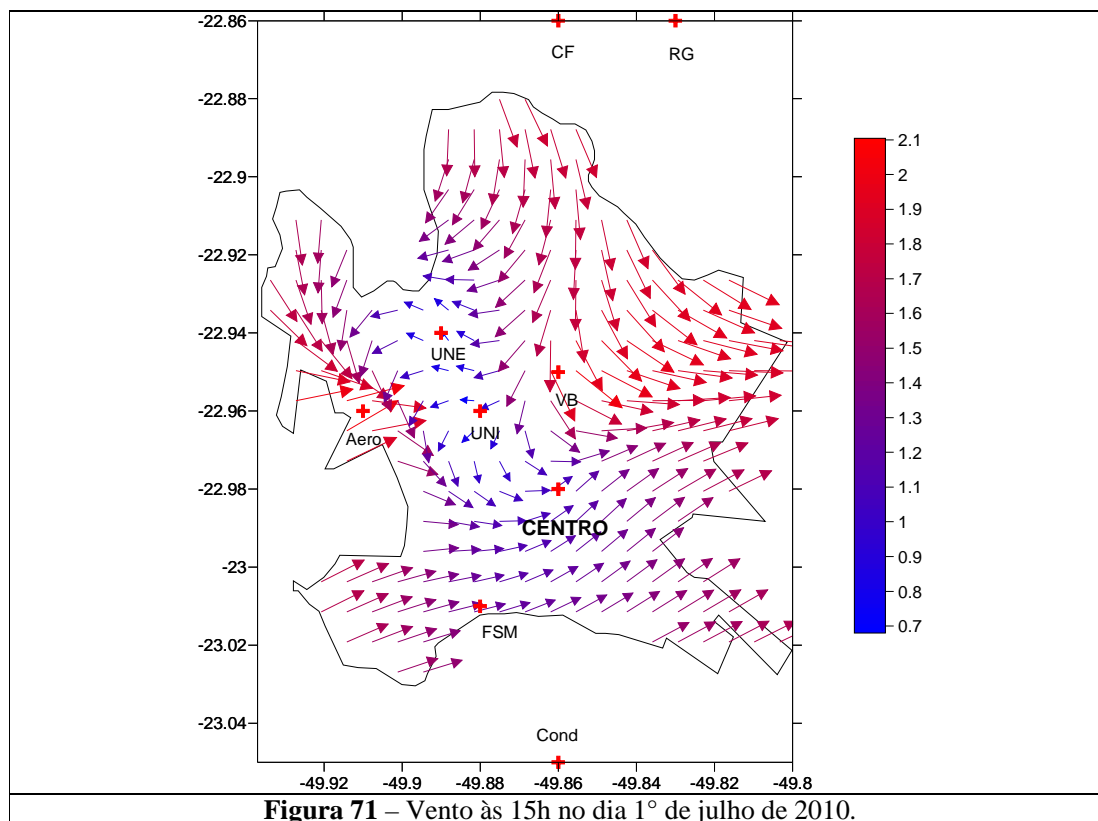 -22.86
CF
RG
-22.88
2.1
-22.9
2
1.9
-22.92
1.8
1.7
-22.94
1.6
UNE
1.5
VB
1.4
-22.96
Aero
UNI
1.3
1.2
-22.98
1.1
CENTRO
1
-23
0.9
0.8
FSM
0.7
-23.02
-23.04
Cond
-49.92 -49.9 -49.88 -49.86 -49.84 -49.82 -49.8
Figura 71 – Vento às 15h no dia 1° de julho de 2010.